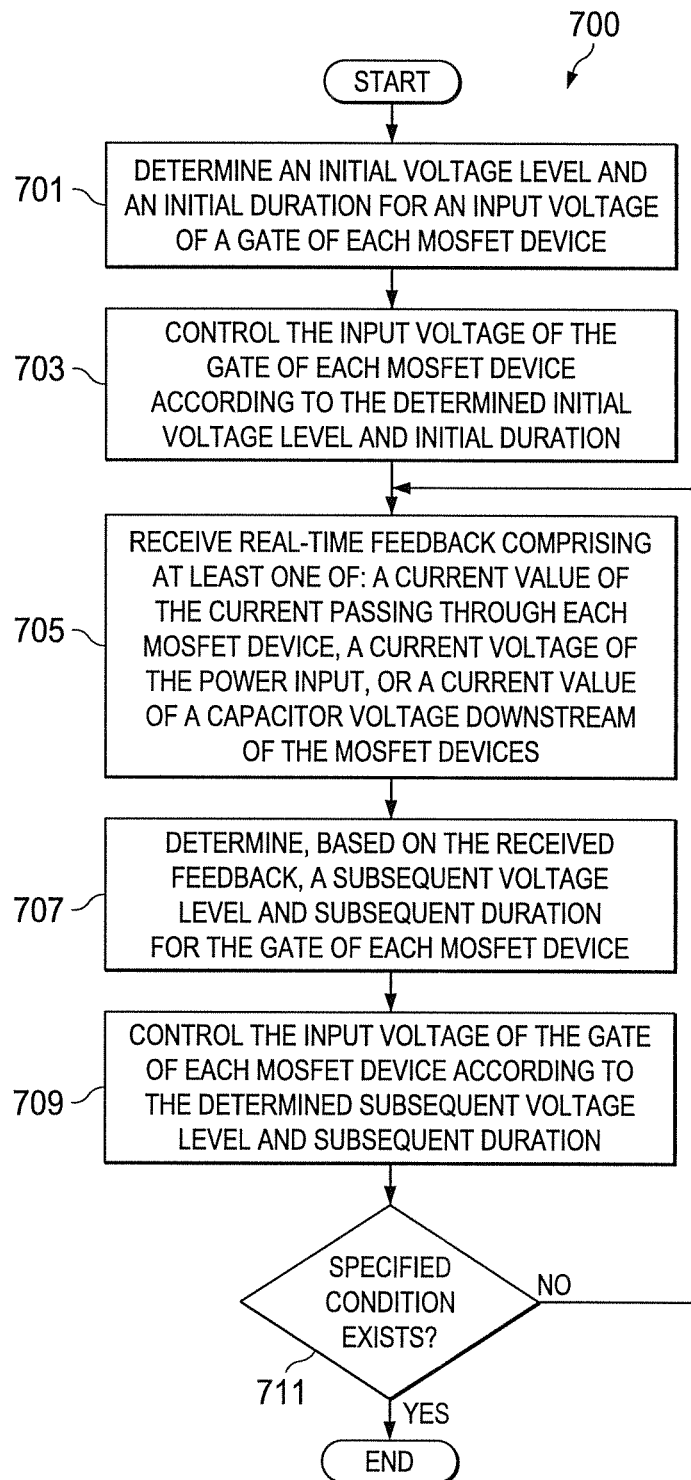 700
START
701
DETERMINE AN INITIAL VOLTAGE LEVEL AND
AN INITIAL DURATION FOR AN INPUT VOLTAGE
OF A GATE OF EACH MOSFET DEVICE
703
CONTROL THE INPUT VOLTAGE OF THE
GATE OF EACH MOSFET DEVICE
ACCORDING TO THE DETERMINED INITIAL
VOLTAGE LEVEL AND INITIAL DURATION
705
RECEIVE REAL-TIME FEEDBACK COMPRISING
AT LEAST ONE OF: A CURRENT VALUE OF
THE CURRENT PASSING THROUGH EACH
MOSFET DEVICE, A CURRENT VOLTAGE OF
THE POWER INPUT, OR A CURRENT VALUE
OF A CAPACITOR VOLTAGE DOWNSTREAM
OF THE MOSFET DEVICES
707
DETERMINE, BASED ON THE RECEIVED
FEEDBACK, A SUBSEQUENT VOLTAGE
LEVEL AND SUBSEQUENT DURATION
FOR THE GATE OF EACH MOSFET DEVICE
709
CONTROL THE INPUT VOLTAGE OF THE GATE
OF EACH MOSFET DEVICE ACCORDING TO
THE DETERMINED SUBSEQUENT VOLTAGE
LEVEL AND SUBSEQUENT DURATION
SPECIFIED
CONDITION
EXISTS?
NO
711
YES
END